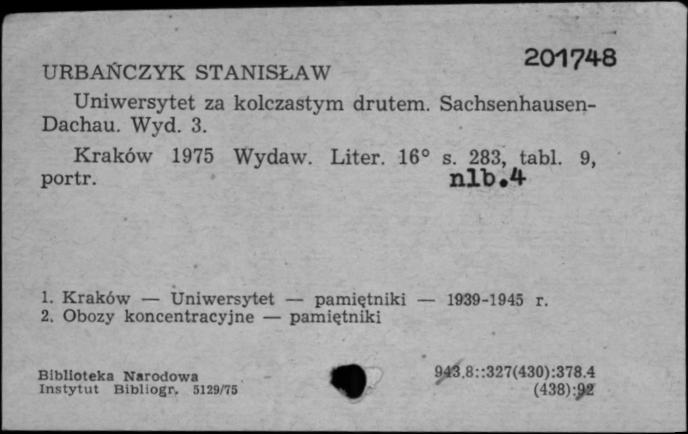 201748
URBAŃCZYK STANISŁAW
Uniwersytet za kolczastym drutem. Sachsenhausen-
Dachau. Wyd. 3.
Kraków 1975 Wydaw. Liter. 16° s. 283, tabl. 9,
portr. nlb.4
1. Kraków — Uniwersytet — pamiętniki — 1939-1945 r.
2. Obozy koncentracyjne — pamiętniki
Biblioteka Narodowa 943.8::327(430):378.4
Instytut Bibliogr. 5129/75 (438):92